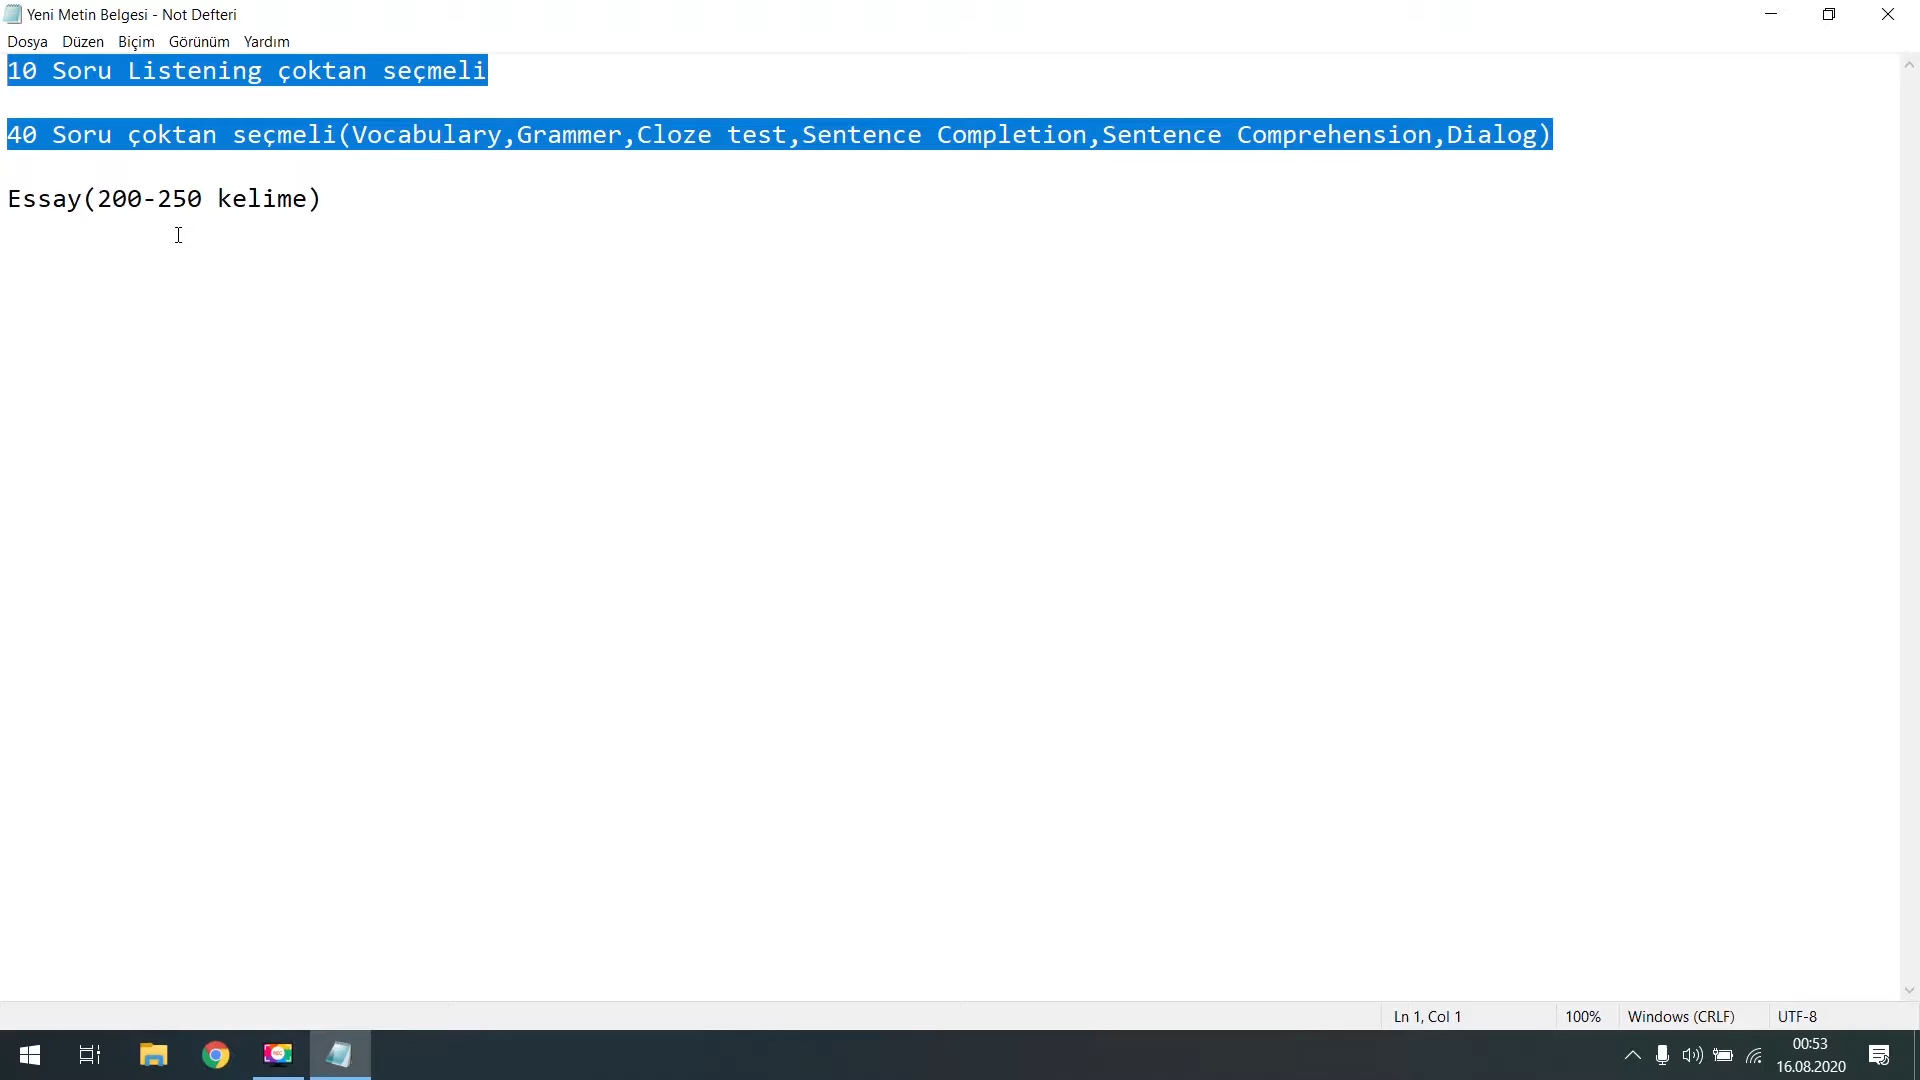 Yeni Metin Belgesi - Not Defteri
Dosya Düzen Biçim Görünüm Yardım
10 Soru Listening çoktan seçmeli
40 Soru çoktan seçmeli(Vocabulary,Grammer,Cloze test,Sentence Completion,Sentence Comprehension,Dialog)
Essay(200-250 kelime)
Ln 1, Col 1 100% Windows (CRLF) UTF-8
00:53
16.08.2020